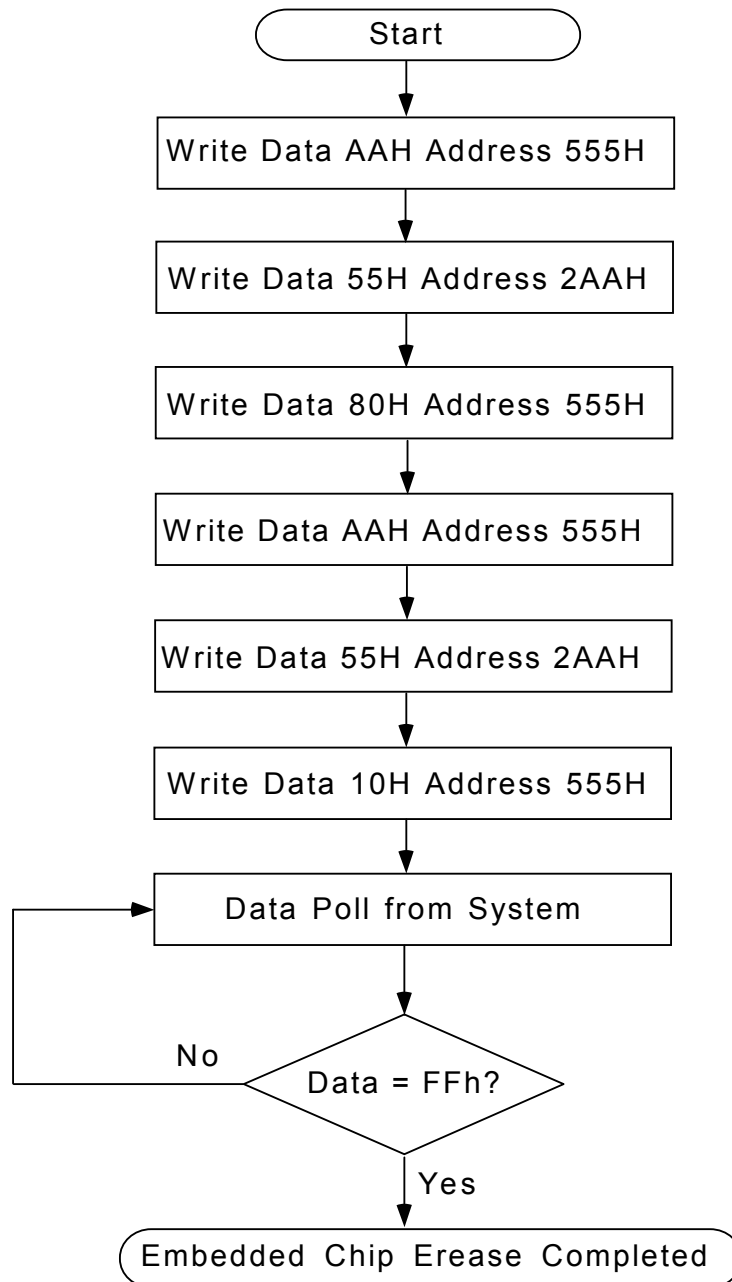 Start
Write Data AAH Address 555H
Write Data 55H Address 2AAH
Write Data 80H Address 555H
Write Data AAH Address 555H
Write Data 55H Address 2AAH
Write Data 10H Address 555H
Data Poll from System
No
Data = FFh?
Yes
Embedded Chip Erease Completed